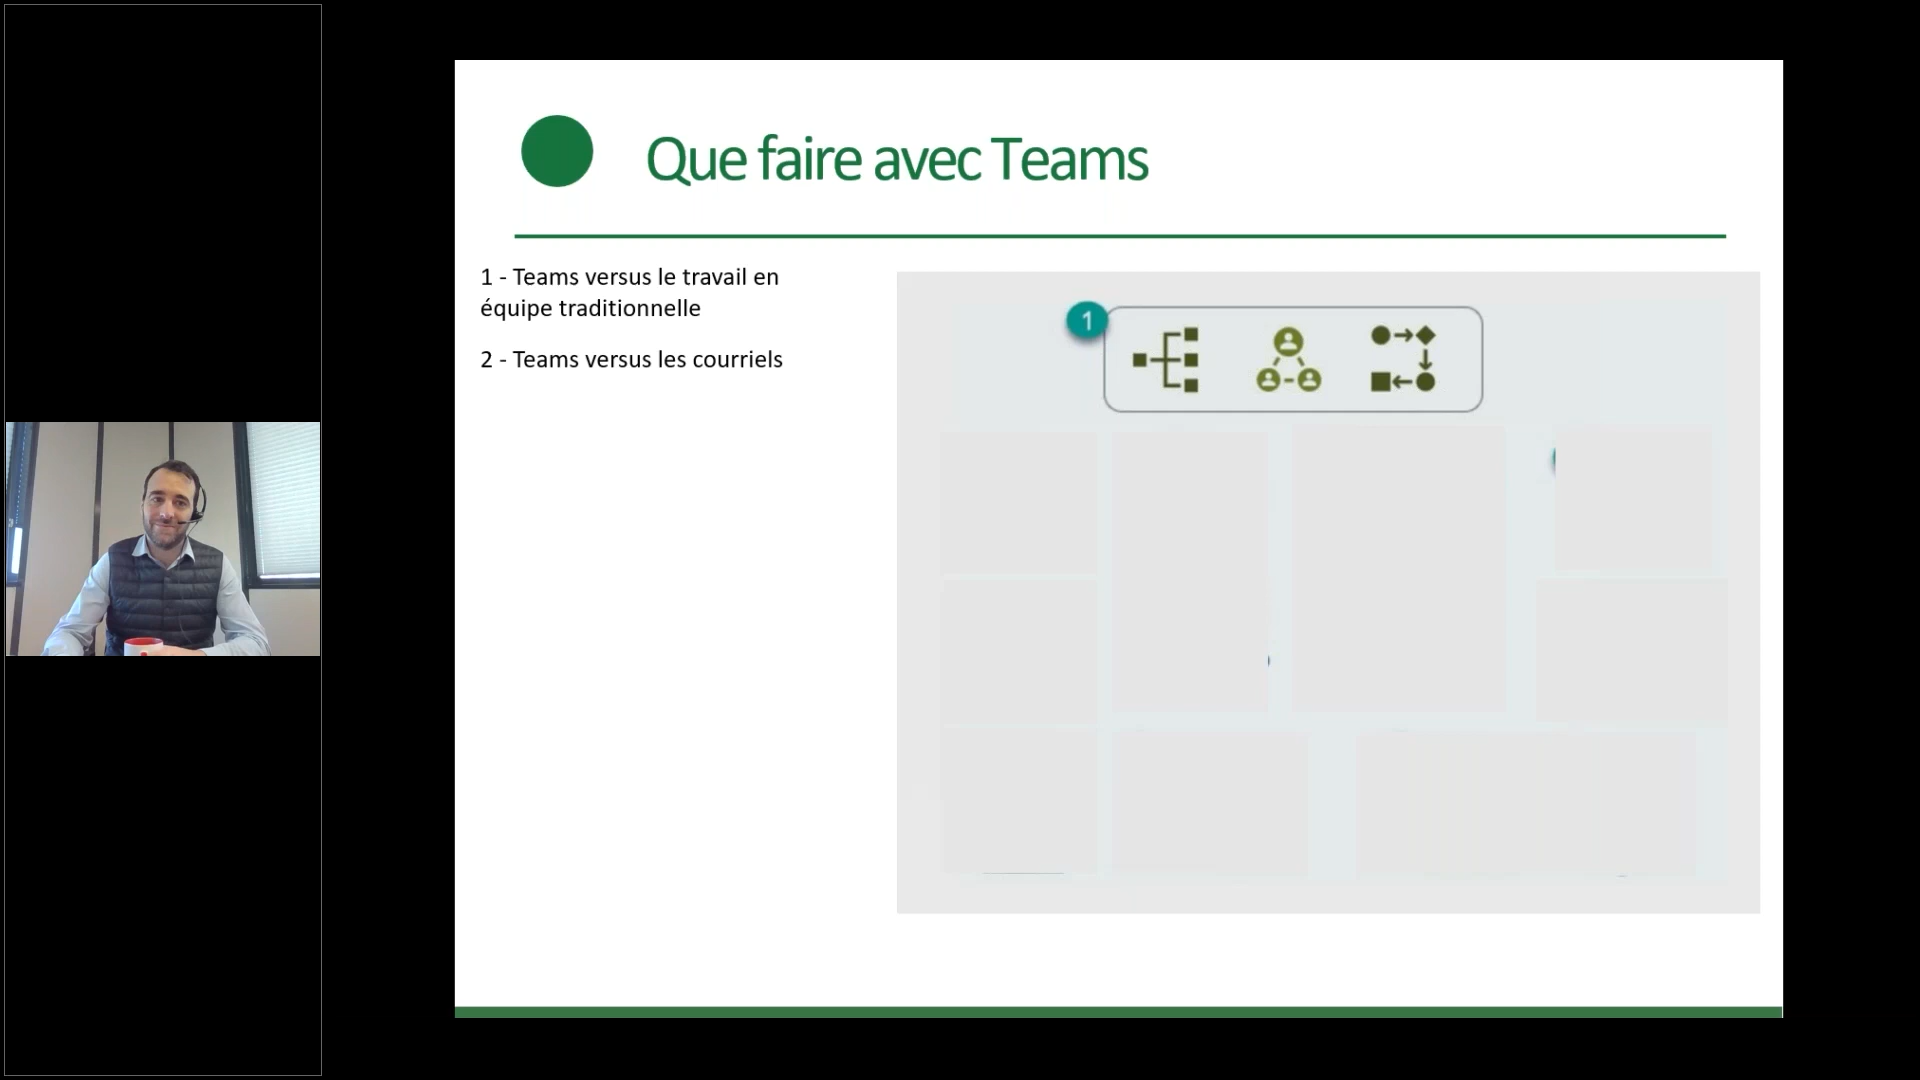 Que faire avec Teams
1 - Teams versus le travail en
équipe traditionnelle
2 - Teams versus les courriels
1